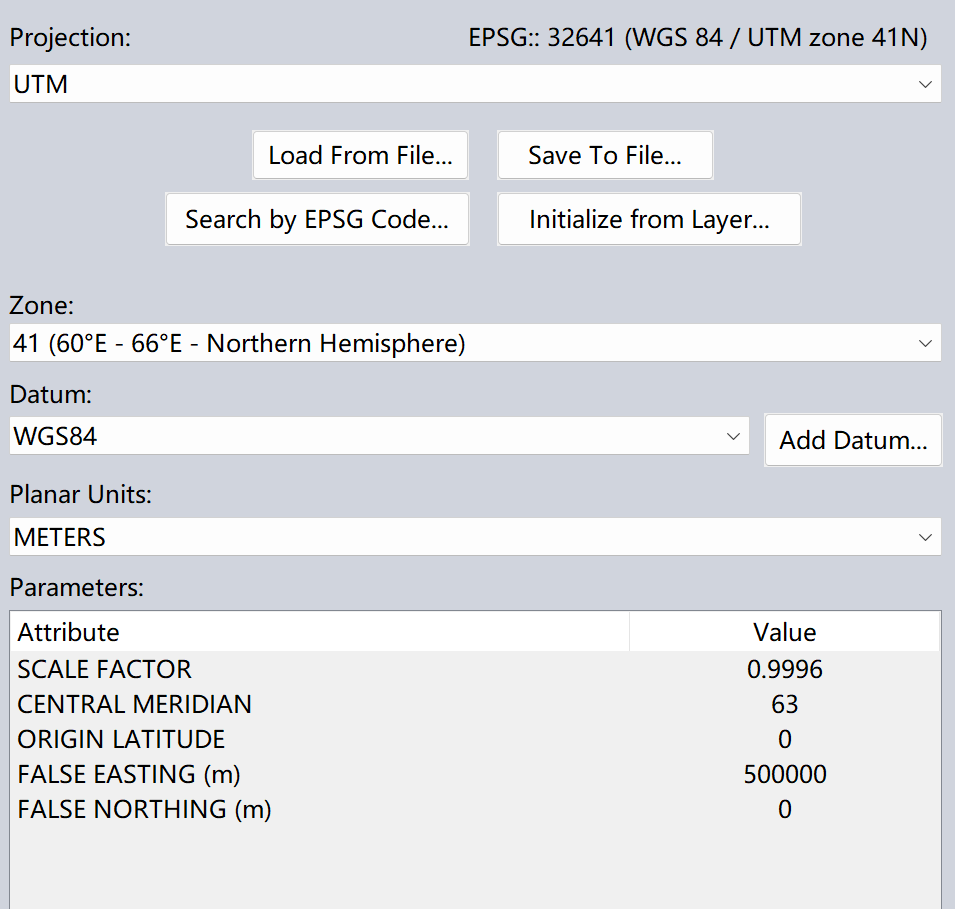 Projection: EPSG:: 32641 (WGS 84 / UTM zone 41N)
UTM
Load From File... Save To File...
Search by EPSG Code... Initialize from Layer...
Zone:
41 (60°E - 66°E - Northern Hemisphere)
Datum:
WGS84 Add Datum...
Planar Units:
METERS
Parameters:
Attribute Value
SCALE FACTOR 0.9996
CENTRAL MERIDIAN 63
ORIGIN LATITUDE 0
FALSE EASTING (m) 500000
FALSE NORTHING (m) 0